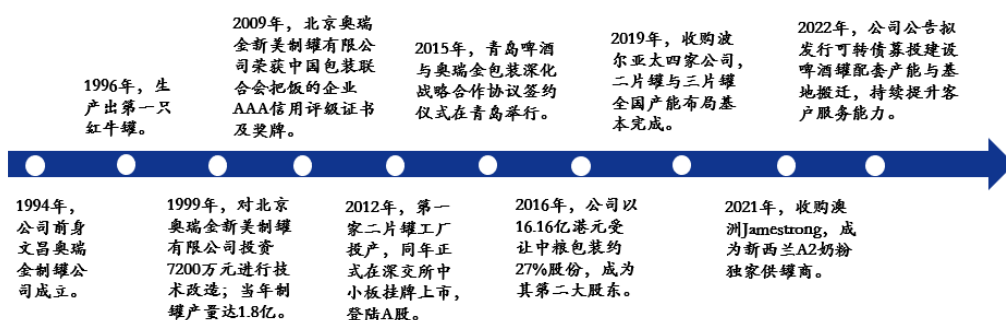 1994年，
公司前身
文昌奥瑞
金制罐公
司成立。
1996年，生
产出第一只
红牛罐。
1999年，对北京
奥瑞金新美制罐
有限公司投资
7200万元进行技
术改造；当年制
罐产量达1.8亿。
2009年，北京奥瑞
金新美制罐有限公
司荣获中国包装联
合会把饭的企业
AAA信用评级证书
及奖牌。
2012年，第一
家二片罐工厂
投产，同年正
式在深交所中
小板挂牌上市，
登陆A股。
2015年，青岛啤酒
与奥瑞金包装深化
战略合作协议签约
仪式在青岛举行。
2016年，公司以
16.16亿港元受
让中粮包装约
27%股份，成为
其第二大股东。
2019年，收购波
尔亚太四家公司，
二片罐与三片罐
全国产能布局基
本完成。
2021年，收购澳
洲Jamestrong，成
为新西兰A2奶粉
独家供罐商。
2022年，公司公告拟
发行可转债募投建设
啤酒罐配套产能与基
地搬迁，持续提升客
户服务能力。